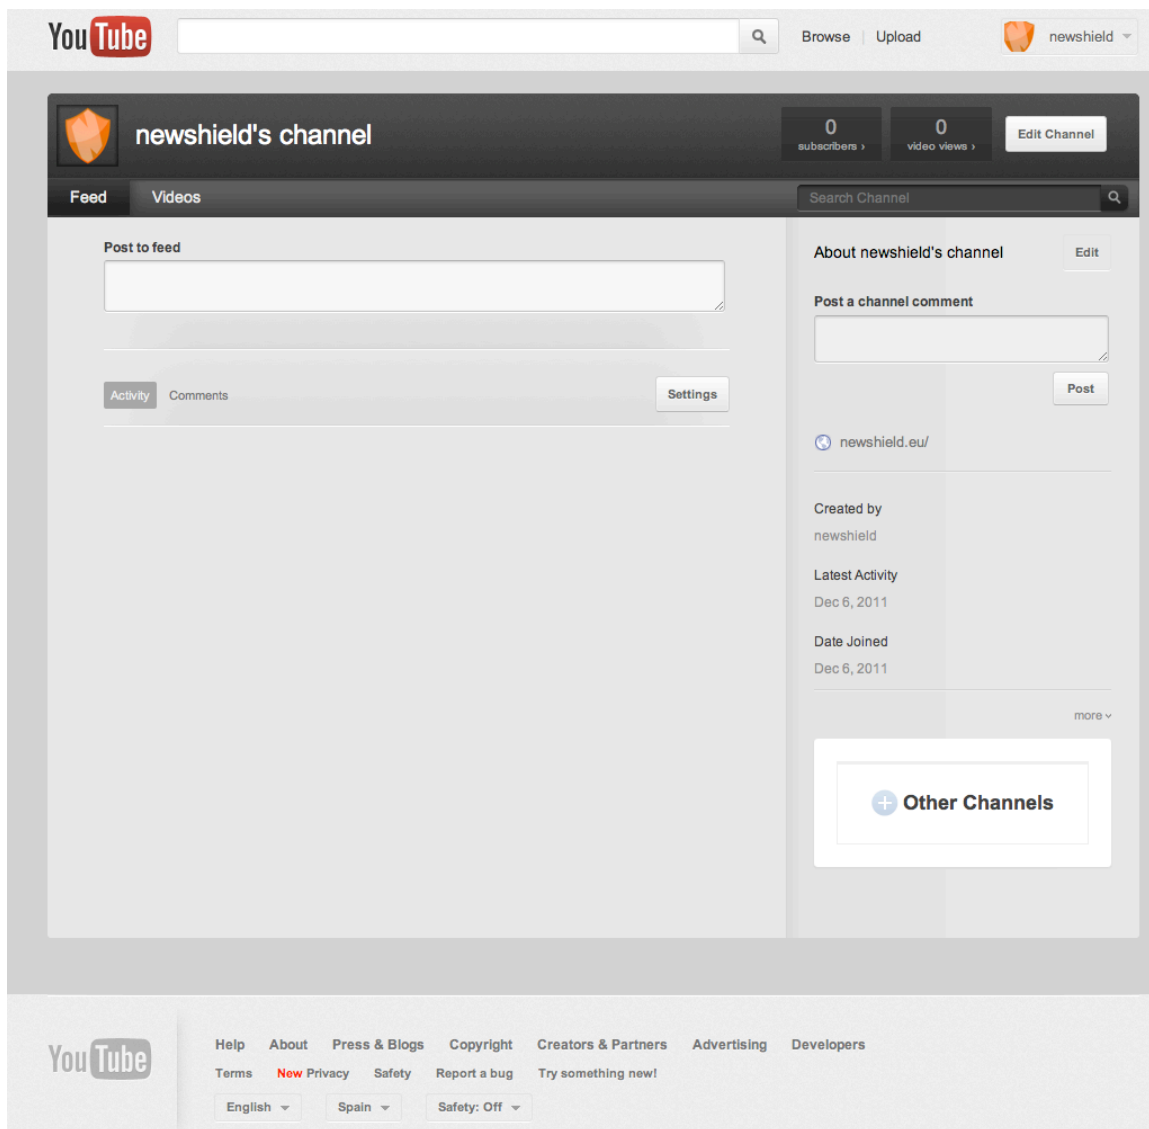 YouTube
Browse Upload newshield
newshield's channel
0 subscribers ›
0 video views ›
Edit Channel
Feed Videos
Search Channel
Post to feed
Activity Comments Settings
About newshield's channel Edit
Post a channel comment
Post
newshield.eu/
Created by
newshield
Latest Activity
Dec 6, 2011
Date Joined
Dec 6, 2011
more
Other Channels
YouTube
Help About Press & Blogs Copyright Creators & Partners Advertising Developers
Terms New Privacy Safety Report a bug Try something new!
English Spain Safety: Off